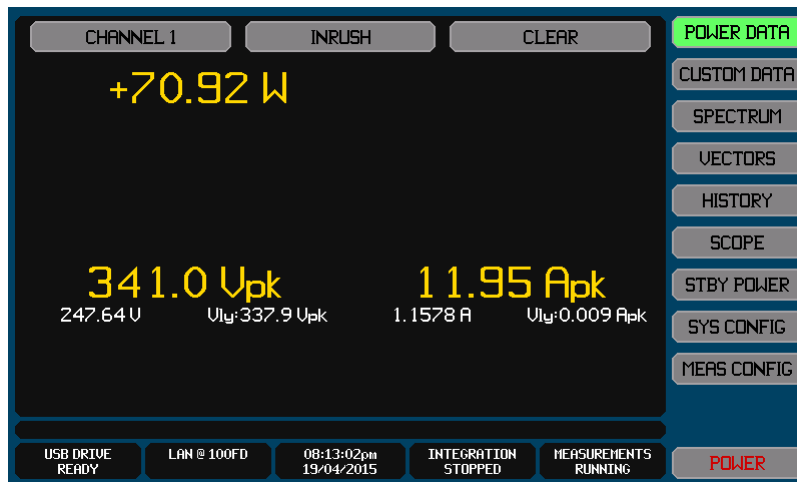 CHANNEL 1
INRUSH
CLEAR
+70.92 W
341.0 Vpk
11.95 Apk
247.64 V
Vly:337.9 Vpk
1.1578 A
Vly:0.009 Apk
POWER DATA
CUSTOM DATA
SPECTRUM
VECTORS
HISTORY
SCOPE
STBY POWER
SYS CONFIG
MEAS CONFIG
USB DRIVE
READY
LAN @ 100FD
08:13:02pm
19/04/2015
INTEGRATION
STOPPED
MEASUREMENTS
RUNNING
POWER